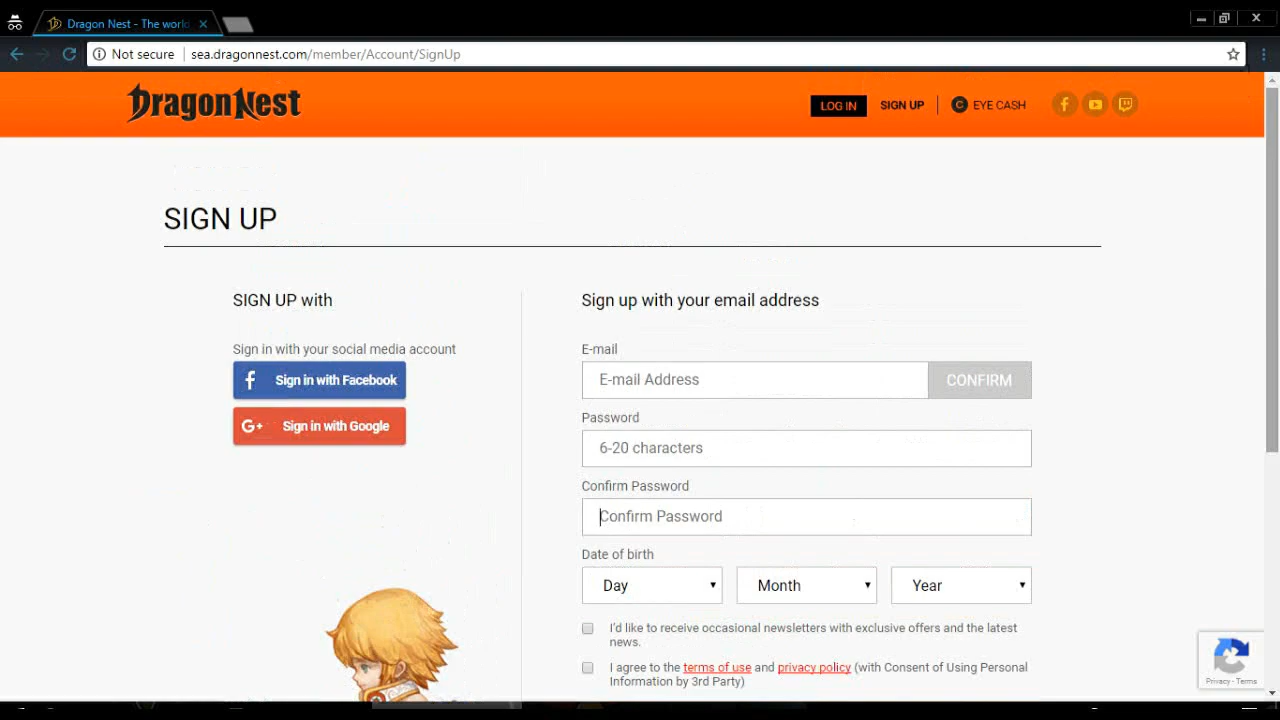 Dragon Nest - The world
Not secure
sea.dragonnest.com/member/Account/SignUp
DragonNest
LOG IN
SIGN UP
C EYE CASH
SIGN UP
SIGN UP with
Sign in with your social media account
f Sign in with Facebook
G+ Sign in with Google
Sign up with your email address
E-mail
E-mail Address
CONFIRM
Password
6-20 characters
Confirm Password
Confirm Password
Date of birth
Day
Month
Year
I'd like to receive occasional newsletters with exclusive offers and the latest
news.
I agree to the terms of use and privacy policy (with Consent of Using Personal
Information by 3rd Party)
Privacy - Terms